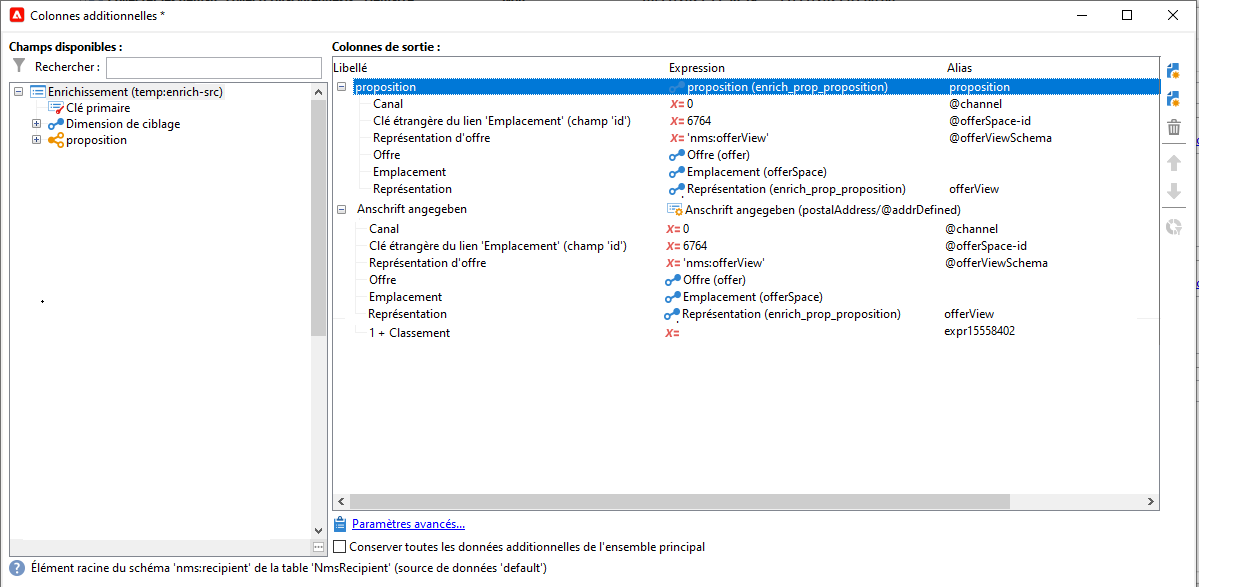 Colonnes additionnelles *
Champs disponibles :
Rechercher :
Enrichissement (temp:enrich-src)
Clé primaire
Dimension de ciblage
proposition
Colonnes de sortie :
Libellé Expression Alias
proposition proposition (enrich_prop_proposition) proposition
Canal X= 0 @channel
Clé étrangère du lien 'Emplacement' (champ 'id') X= 6764 @offerSpace-id
Représentation d'offre X= 'nms:offerView' @offerViewSchema
Offre Offre (offer)
Emplacement Emplacement (offerSpace)
Représentation Représentation (enrich_prop_proposition) offerView
Anschrift angegeben Anschrift angegeben (postalAddress/@addrDefined)
Canal X= 0 @channel
Clé étrangère du lien 'Emplacement' (champ 'id') X= 6764 @offerSpace-id
Représentation d'offre X= 'nms:offerView' @offerViewSchema
Offre Offre (offer)
Emplacement Emplacement (offerSpace)
Représentation Représentation (enrich_prop_proposition) offerView
1 + Classement X= expr15558402
Paramètres avancés...
Conserver toutes les données additionnelles de l'ensemble principal
Élément racine du schéma 'nms:recipient' de la table 'NmsRecipient' (source de données 'default')